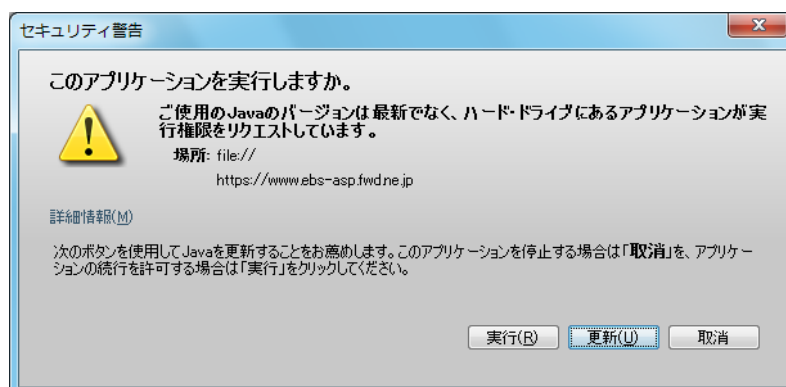 セキュリティ警告
このアプリケーションを実行しますか。
ご使用のJavaのバージョンは最新でなく、ハード・ドライブにあるアプリケーションが実
行権限をリクエストしています。
場所: file://
https://www.ebs-asp.fwd.ne.jp
詳細情報(M)
次のボタンを使用してJavaを更新することをお薦めします。このアプリケーションを停止する場合は「取消」を、アプリケー
ションの続行を許可する場合は「実行」をクリックしてください。
実行(R) 更新(U) 取消